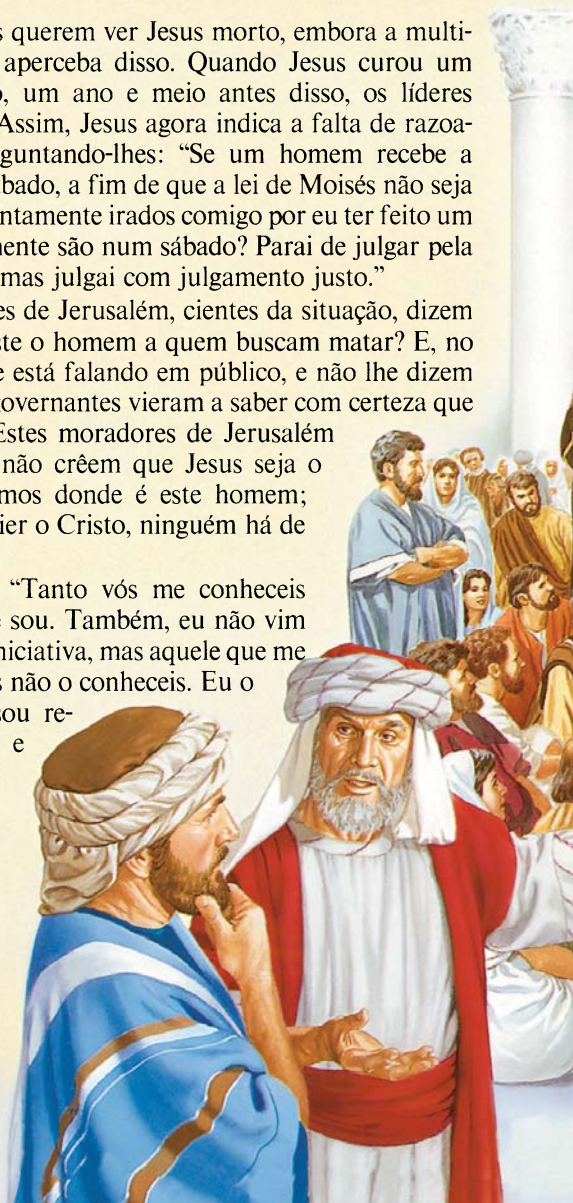 s querem ver Jesus morto, embora a multi-
aperceba disso. Quando Jesus curou um
o, um ano e meio antes disso, os líderes
Assim, Jesus agora indica a falta de razoa-
guntando-lhes: “Se um homem recebe a
bado, a fim de que a lei de Moisés não seja
entamente irados comigo por eu ter feito um
mente são num sábado? Parai de julgar pela
mas julgai com julgamento justo.”
es de Jerusalém, cientes da situação, dizem
ste o homem a quem buscam matar? E, no
e está falando em público, e não lhe dizem
governantes vieram a saber com certeza que
Estes moradores de Jerusalém
não crêem que Jesus seja o
mos donde é este homem;
ier o Cristo, ninguém há de
“Tanto vós me conheceis
e sou. Também, eu não vim
niciativa, mas aquele que me
s não o conheceis. Eu o
sou re-
e